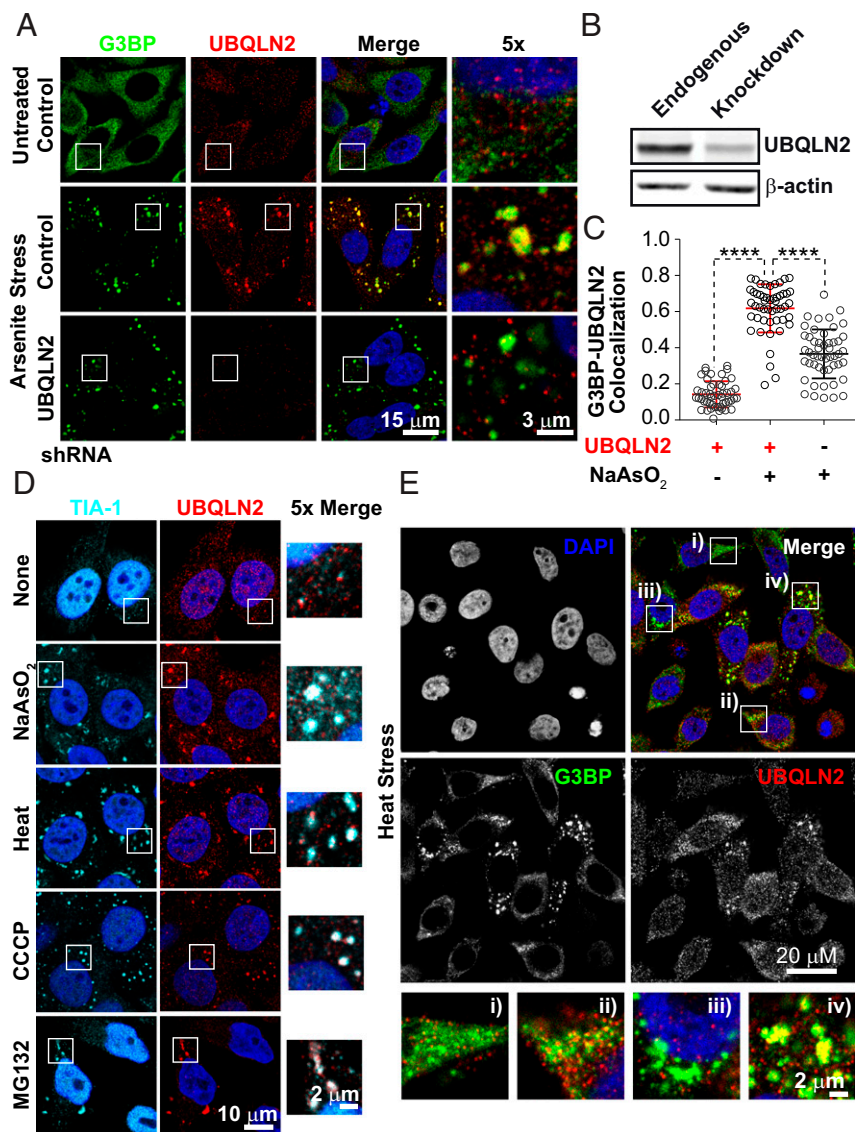 A
G3BP UBQLN2 Merge 5x
Untreated
Control
Arsenite Stress
Control
UBQLN2
15 μm
3 μm
shRNA
B
Endogenous
Knockdown
UBQLN2
β-actin
C
G3BP-UBQLN2
Colocalization
1.0
0.8
0.6
0.4
0.2
0.0
**** ****
UBQLN2 + + -
NaAsO2 - + +
D
TIA-1 UBQLN2 5x Merge
None
NaAsO2
Heat
CCCP
MG132
10 μm
2 μm
E
Heat Stress
DAPI
Merge
i)
iii)
iv)
ii)
G3BP
UBQLN2
20 μM
i) ii) iii) iv)
2 μm